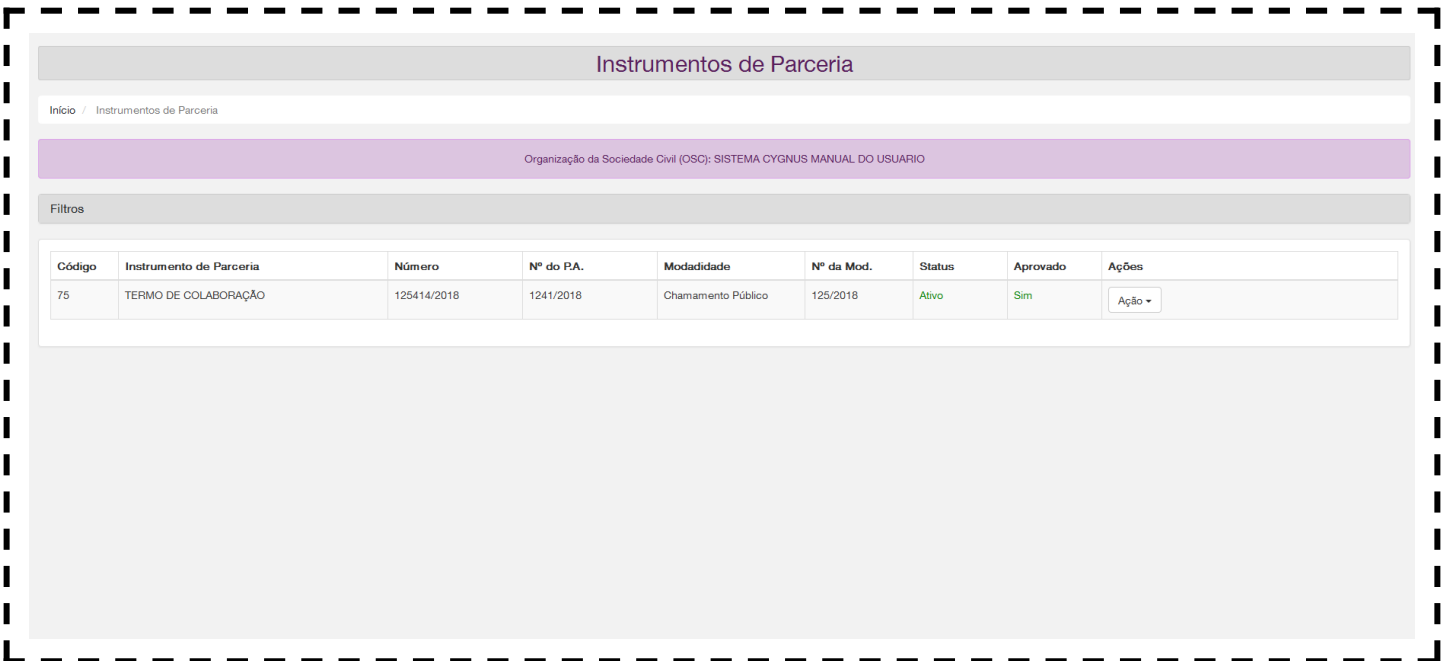 Instrumentos de Parceria
Início / Instrumentos de Parceria
Organização da Sociedade Civil (OSC): SISTEMA CYGNUS MANUAL DO USUARIO
Filtros
Código Instrumento de Parceria Número Nº do P.A. Modadidade Nº da Mod. Status Aprovado Ações
75 TERMO DE COLABORAÇÃO 125414/2018 1241/2018 Chamamento Público 125/2018 Ativo Sim Ação